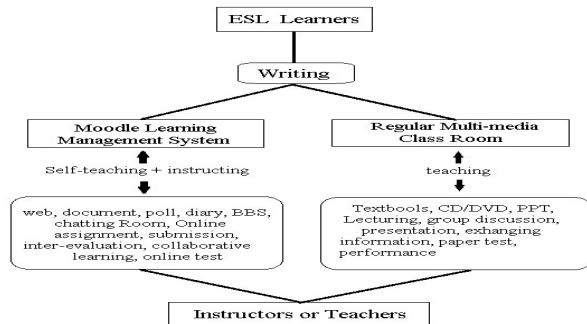 ESL Learners
Writing
Moodle Learning
Management System
Regular Multi-media
Class Room
Self-teaching + instructing
teaching
web, document, poll, diary, BBS,
chatting Room, Online
assignment, submission,
inter-evaluation, collaborative
learning, online test
Textbools, CD/DVD, PPT,
Lecturing, group discussion,
presentation, exhanging
information, paper test,
performance
Instructors or Teachers